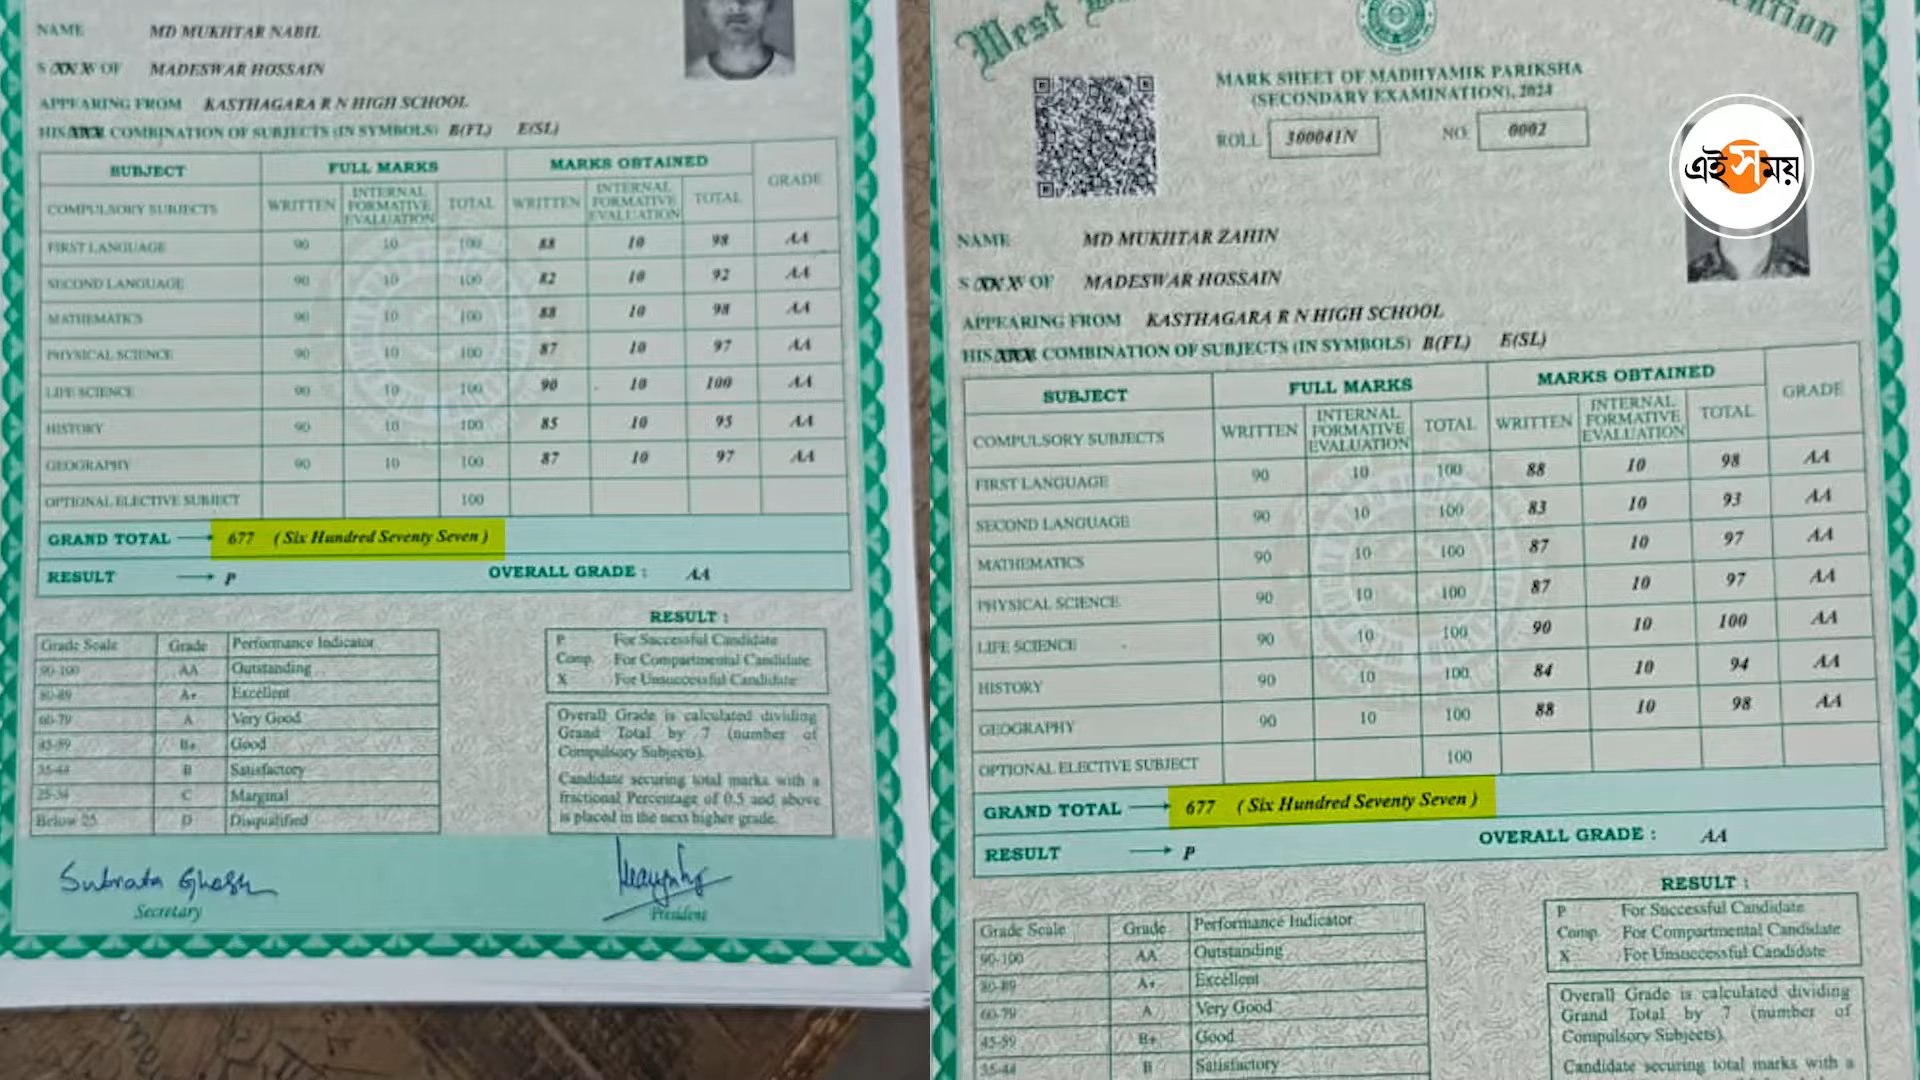 NAME MD MUKHTAR NABIL
S OF MADESWAR HOSSAIN
APPEARING FROM KASTHAGARA R N HIGH SCHOOL
HIS COMBINATION OF SUBJECTS (IN SYMBOLS) B(FL) E(SL)
SUBJECT FULL MARKS MARKS OBTAINED GRADE
COMPULSORY SUBJECTS WRITTEN INTERNAL FORMATIVE EVALUATION TOTAL WRITTEN INTERNAL FORMATIVE EVALUATION TOTAL
FIRST LANGUAGE 90 10 100 88 10 98 AA
SECOND LANGUAGE 90 10 100 82 10 92 AA
MATHEMATICS 90 10 100 88 10 98 AA
PHYSICAL SCIENCE 90 10 100 87 10 97 AA
LIFE SCIENCE 90 10 100 90 10 100 AA
HISTORY 90 10 100 85 10 95 AA
GEOGRAPHY 90 10 100 87 10 97 AA
OPTIONAL ELECTIVE SUBJECT 100
GRAND TOTAL 677 ( Six Hundred Seventy Seven )
RESULT P OVERALL GRADE : AA
Grade Scale Grade Performance Indicator
90-100 AA Outstanding
80-89 A+ Excellent
60-79 A Very Good
45-59 B+ Good
35-44 B Satisfactory
25-34 C Marginal
Below 25 D Disqualified
RESULT :
P For Successful Candidate
Comp. For Compartmental Candidate
X For Unsuccessful Candidate
Overall Grade is calculated dividing
Grand Total by 7 (number of
Compulsory Subjects).
Candidate securing total marks with a
fractional Percentage of 0.5 and above
is placed in the next higher grade.
Subrata Ghosh
Secretary
President
West
MARK SHEET OF MADHYAMIK PARIKSHA
(SECONDARY EXAMINATION), 2024
ROLL 300041N NO. 0002
এই সময়
NAME MD MUKHTAR ZAHIN
S OF MADESWAR HOSSAIN
APPEARING FROM KASTHAGARA R N HIGH SCHOOL
HIS COMBINATION OF SUBJECTS (IN SYMBOLS) B(FL) E(SL)
SUBJECT FULL MARKS MARKS OBTAINED GRADE
COMPULSORY SUBJECTS WRITTEN INTERNAL FORMATIVE EVALUATION TOTAL WRITTEN INTERNAL FORMATIVE EVALUATION TOTAL
FIRST LANGUAGE 90 10 100 88 10 98 AA
SECOND LANGUAGE 90 10 100 83 10 93 AA
MATHEMATICS 90 10 100 87 10 97 AA
PHYSICAL SCIENCE 90 10 100 87 10 97 AA
LIFE SCIENCE 90 10 100 90 10 100 AA
HISTORY 90 10 100 84 10 94 AA
GEOGRAPHY 90 10 100 88 10 98 AA
OPTIONAL ELECTIVE SUBJECT 100
GRAND TOTAL 677 ( Six Hundred Seventy Seven )
RESULT P OVERALL GRADE : AA
Grade Scale Grade Performance Indicator
90-100 AA Outstanding
80-89 A+ Excellent
60-79 A Very Good
45-59 B+ Good
35-44 B Satisfactory
RESULT :
P For Successful Candidate
Comp. For Compartmental Candidate
X For Unsuccessful Candidate
Overall Grade is calculated dividing
Grand Total by 7 (number of
Compulsory Subjects).
Candidate securing total marks with a